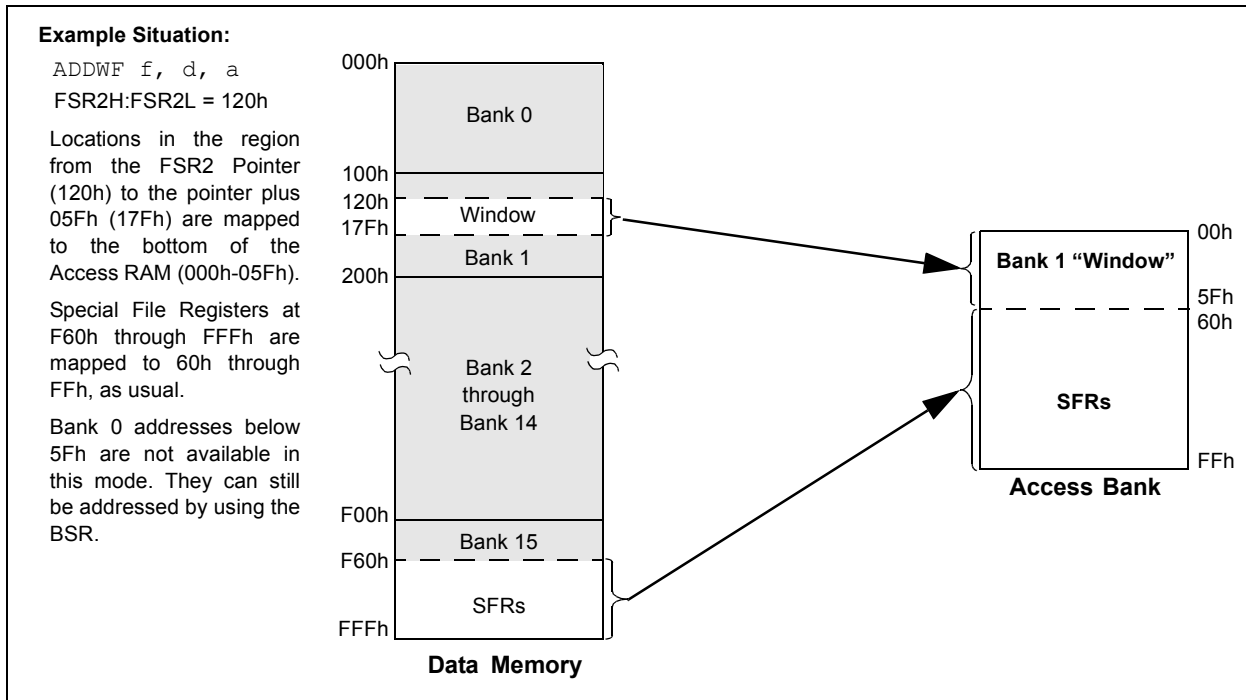 Example Situation:
ADDWF f, d, a
FSR2H:FSR2L = 120h
Locations in the region
from the FSR2 Pointer
(120h) to the pointer plus
05Fh (17Fh) are mapped
to the bottom of the
Access RAM (000h-05Fh).
Special File Registers at
F60h through FFFh are
mapped to 60h through
FFh, as usual.
Bank 0 addresses below
5Fh are not available in
this mode. They can still
be addressed by using the
BSR.
000h
Bank 0
100h
120h
Window
17Fh
Bank 1
200h
Bank 2
through
Bank 14
F00h
Bank 15
F60h
SFRs
FFFh
Data Memory
00h
Bank 1 “Window”
5Fh
60h
SFRs
FFh
Access Bank